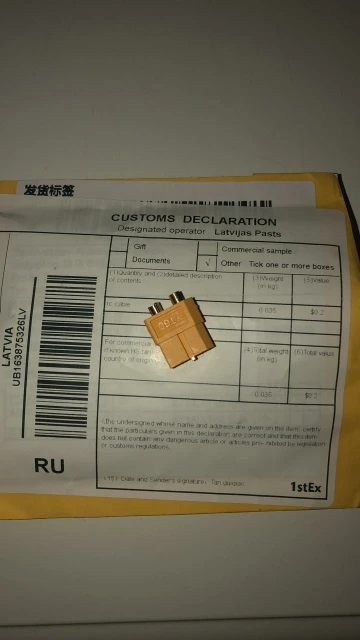 发货标签
CUSTOMS DECLARATION
Designated operator Latvijas Pasts
Gift
Commercial sample
Documents
√ Other Tick one or more boxes
(1)Quantity and (2)detailed description
of contents
(3)Weight
(in kg)
(5)Value
rc cable
0.035
$0.2
For commercial
(4)Total weight
(in kg)
(6)Total value
0.035
$0.2
I,the undersigned whose name and address are given on the item, certify
that the particulars given in this declaration are correct and that this item
does not contain any dangerous article or articles prohibited by legislation
or customs regulations.
Date and sender's signature
1stEx
LATVIA
UB163875326LV
RU